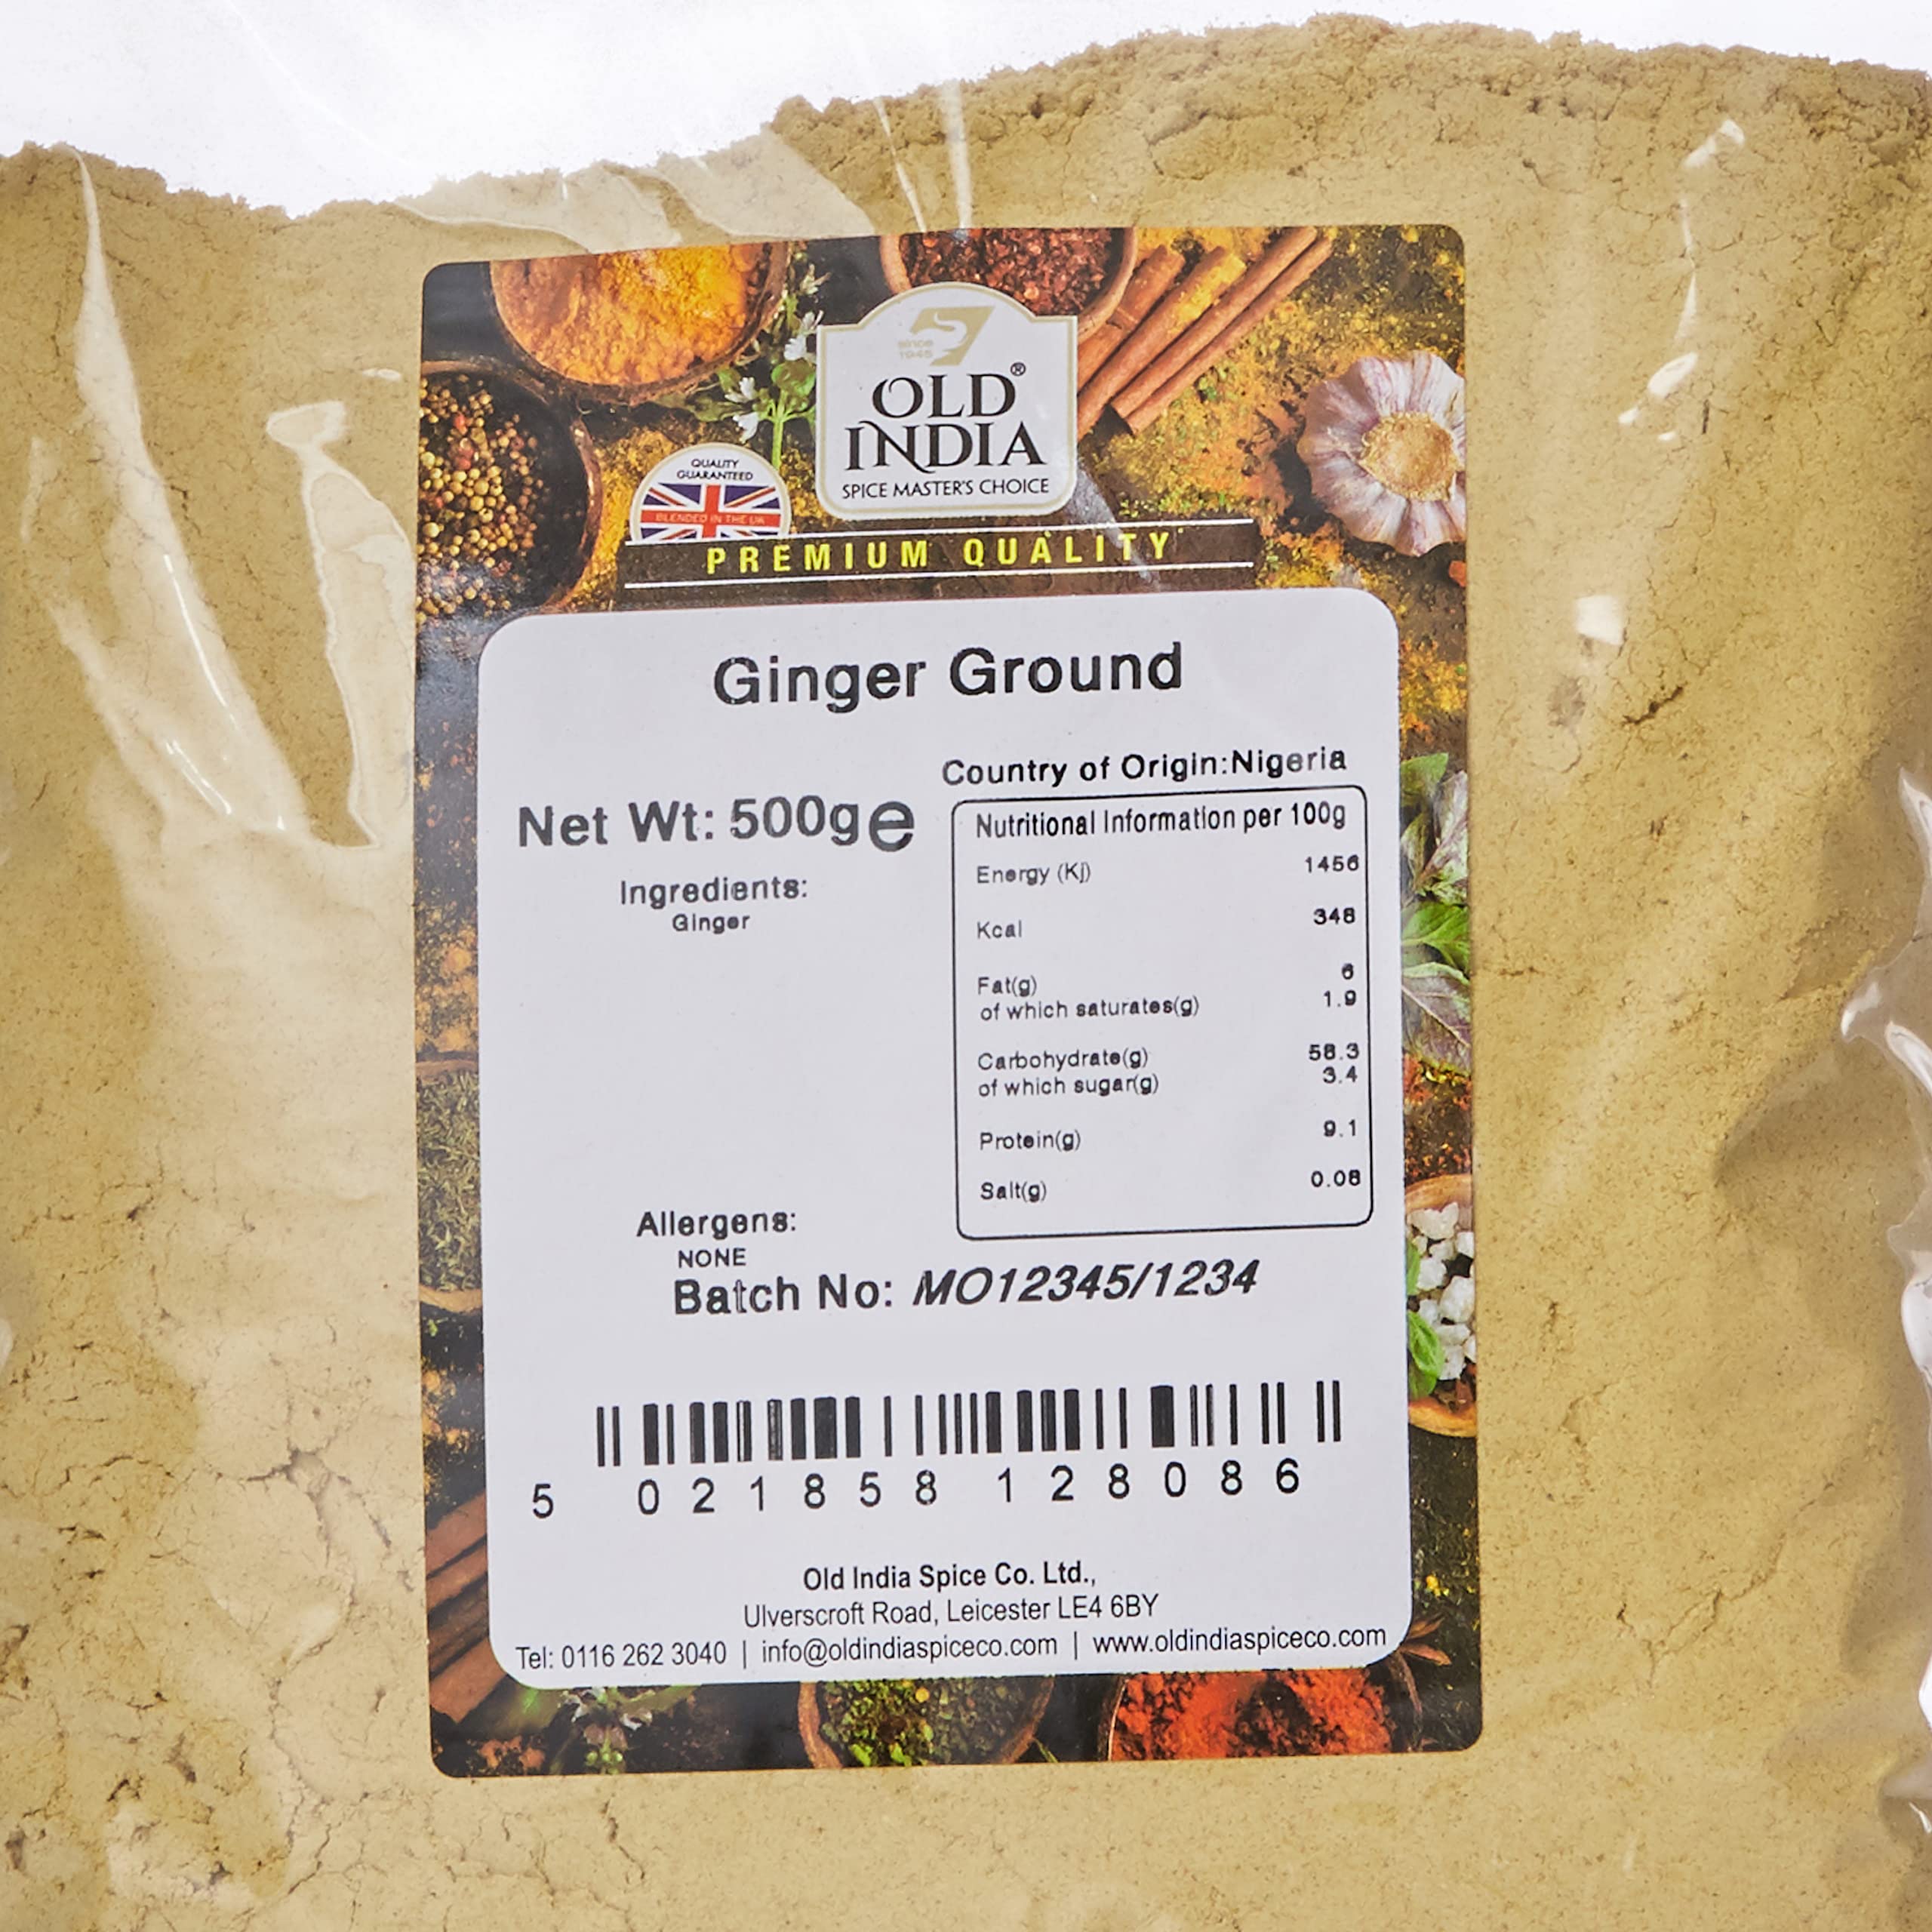 since
1945
OLD®
INDIA
SPICE MASTER'S CHOICE
QUALITY
GUARANTEED
BLENDED IN THE UK
PREMIUM QUALITY
Ginger Ground
Country of Origin:Nigeria
Net Wt: 500g℮
Nutritional Information per 100g
Energy (Kj) 1456
Kcal 348
Fat(g) 6
of which saturates(g) 1.9
Carbohydrate(g) 58.3
of which sugar(g) 3.4
Protein(g) 9.1
Salt(g) 0.08
Ingredients:
Ginger
Allergens:
NONE
Batch No: MO12345/1234
5 021858 128086
Old India Spice Co. Ltd.,
Ulverscroft Road, Leicester LE4 6BY
Tel: 0116 262 3040 | info@oldindiaspiceco.com | www.oldindiaspiceco.com